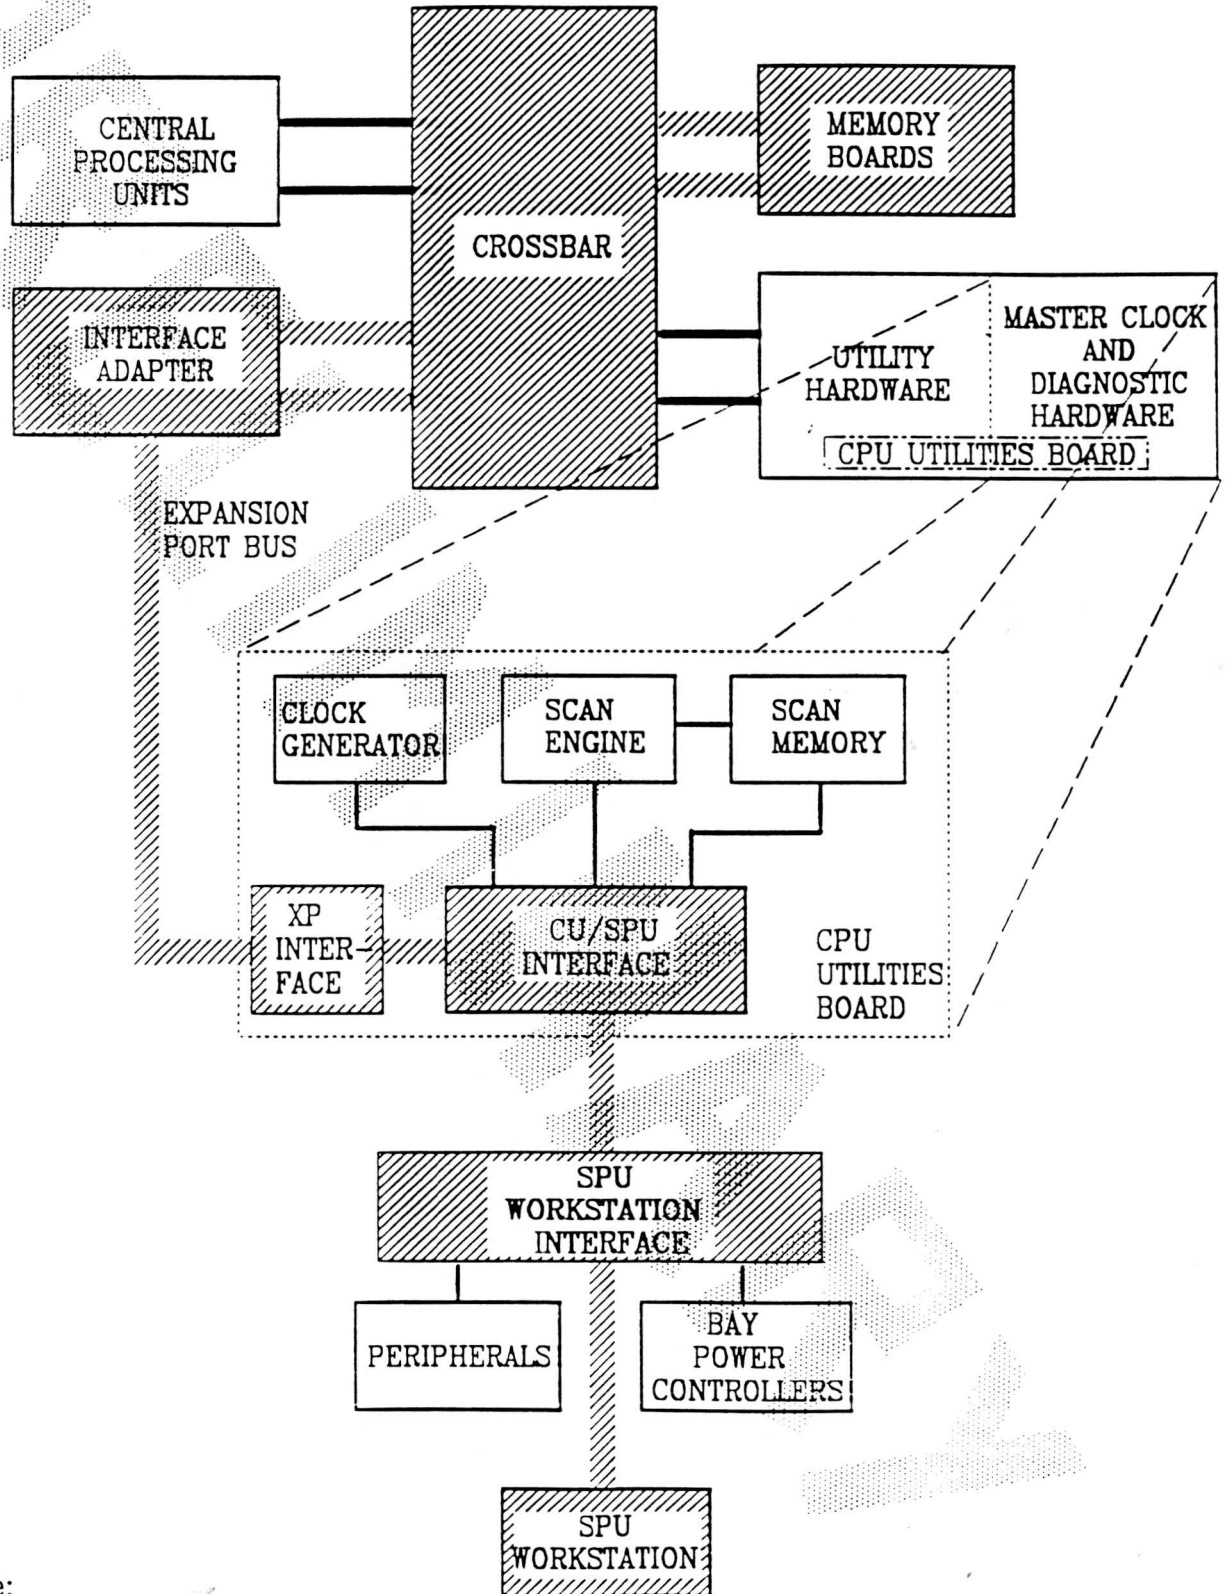 CENTRAL
PROCESSING
UNITS
CROSSBAR
MEMORY
BOARDS
INTERFACE
ADAPTER
UTILITY
HARDWARE
MASTER CLOCK
AND
DIAGNOSTIC
HARDWARE
CPU UTILITIES BOARD
EXPANSION
PORT BUS
CLOCK
GENERATOR
SCAN
ENGINE
SCAN
MEMORY
XP
INTER-
FACE
CU/SPU
INTERFACE
CPU
UTILITIES
BOARD
SPU
WORKSTATION
INTERFACE
PERIPHERALS
BAY
POWER
CONTROLLERS
SPU
WORKSTATION